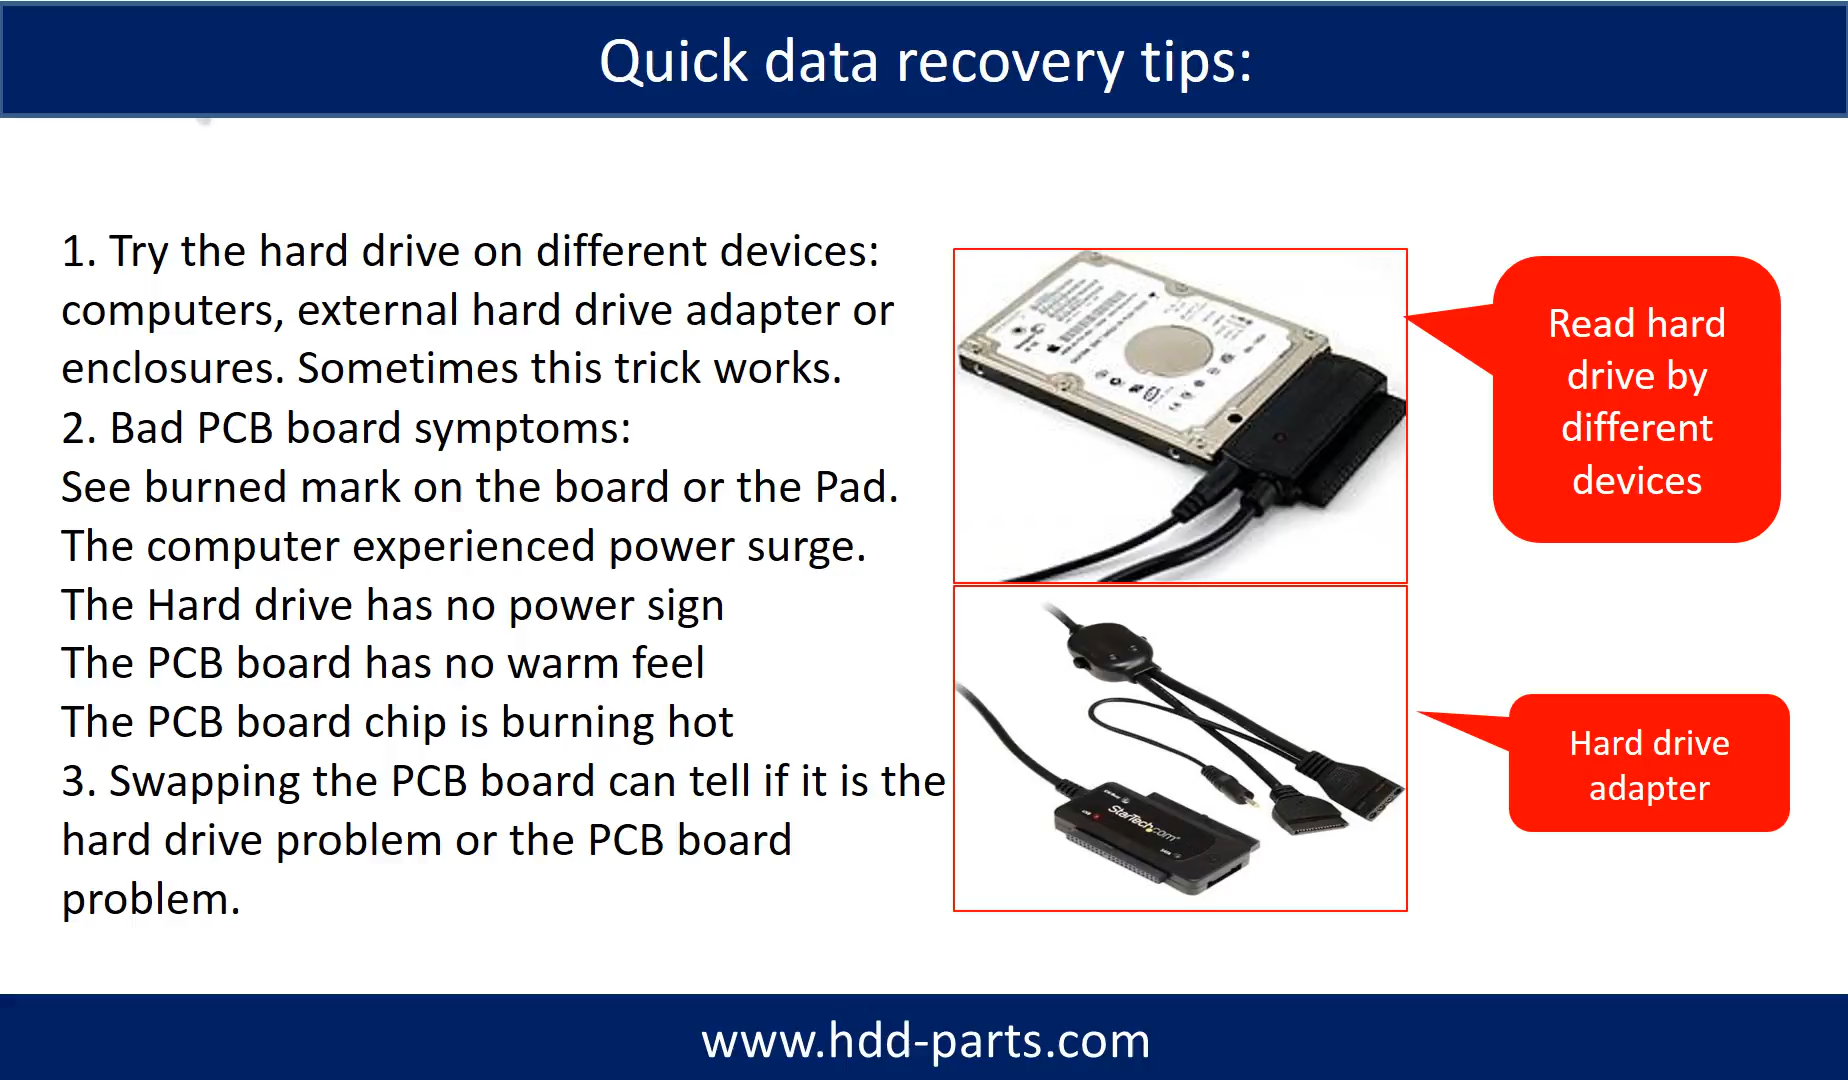 Quick data recovery tips:
1. Try the hard drive on different devices:
computers, external hard drive adapter or
enclosures. Sometimes this trick works.
2. Bad PCB board symptoms:
See burned mark on the board or the Pad.
The computer experienced power surge.
The Hard drive has no power sign
The PCB board has no warm feel
The PCB board chip is burning hot
3. Swapping the PCB board can tell if it is the
hard drive problem or the PCB board
problem.
Read hard
drive by
different
devices
StarTech.com
Hard drive
adapter
www.hdd-parts.com